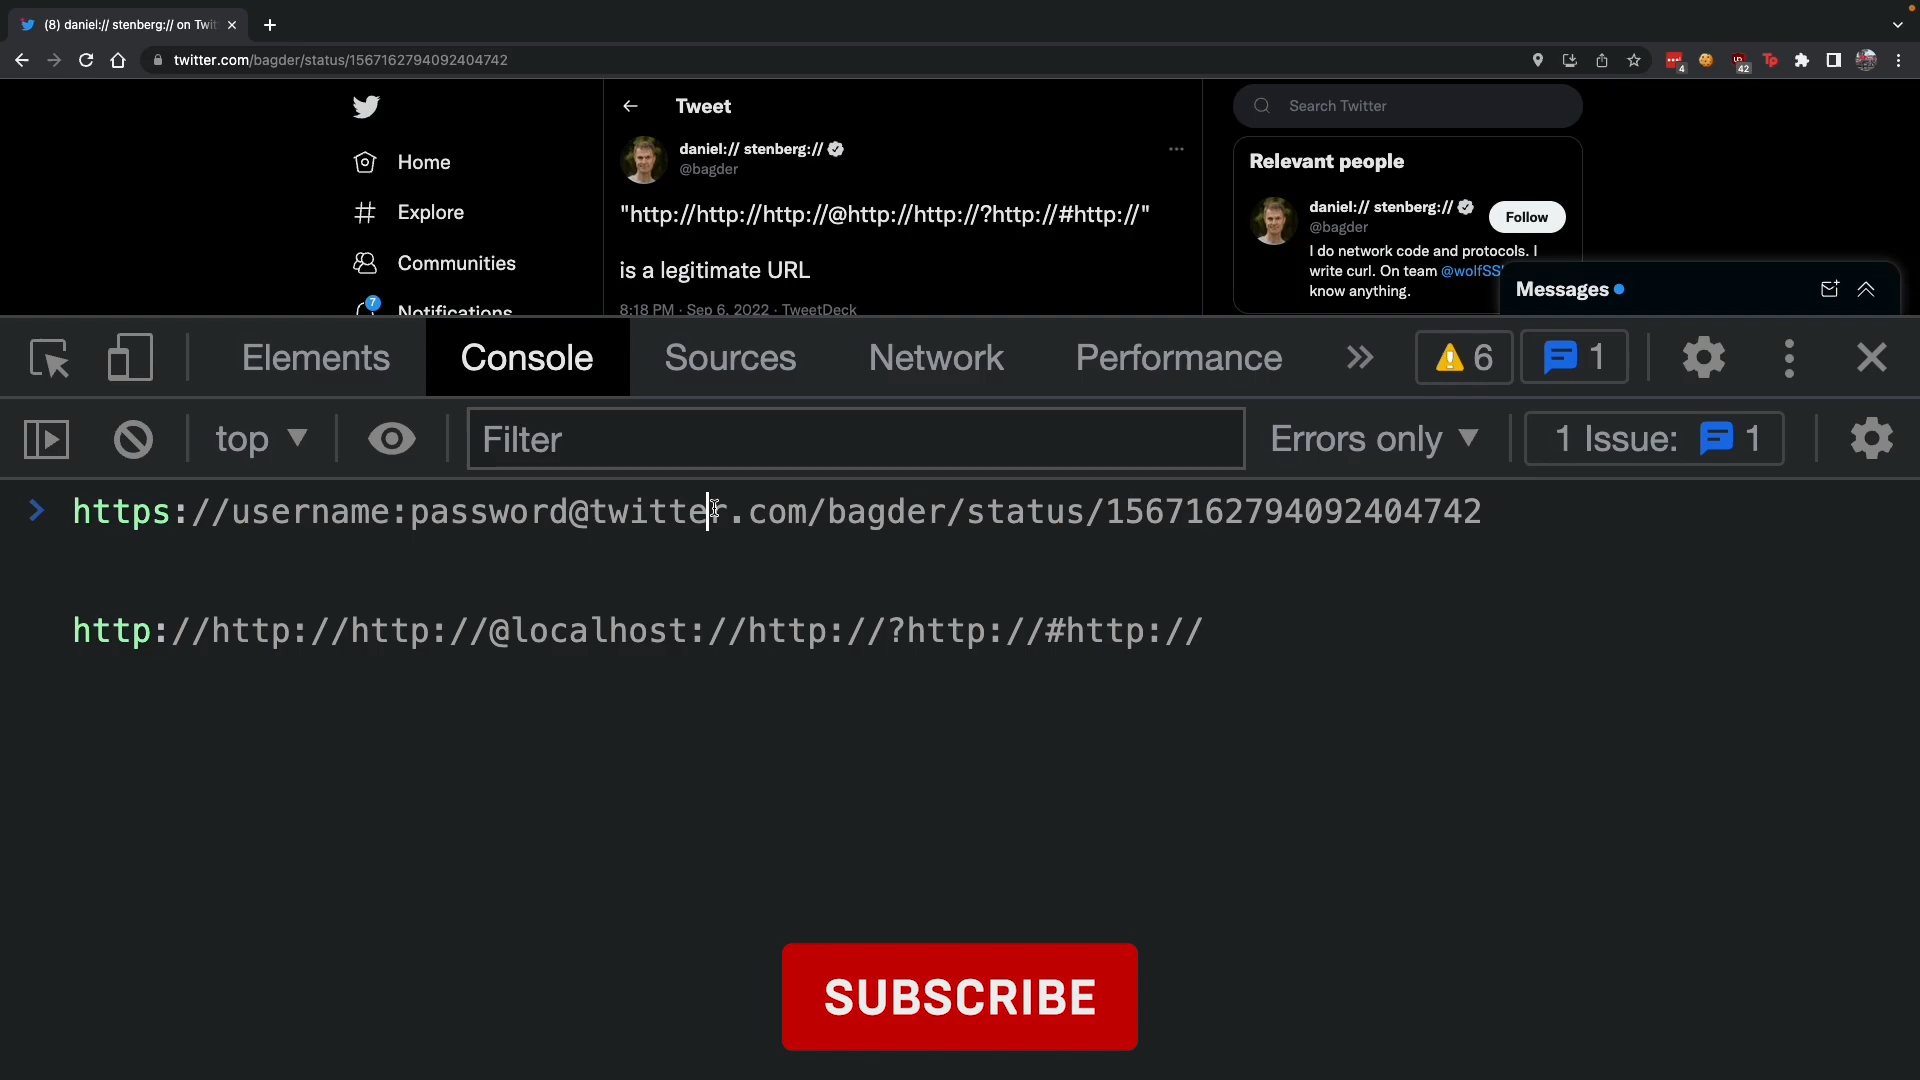 (8) daniel:// stenberg:// on Twit
twitter.com/bagder/status/1567162794092404742
4
42
Tp
Home
Explore
Communities
7
Notifications
Tweet
daniel:// stenberg://
@bagder
"http://http://http://@http://http://?http://#http://"
is a legitimate URL
8:18 PM · Sep 6, 2022 · TweetDeck
Search Twitter
Relevant people
daniel:// stenberg://
@bagder
Follow
I do network code and protocols. I
write curl. On team @wolfSS
know anything.
Messages
Elements
Console
Sources
Network
Performance
6
1
top
Filter
Errors only
1 Issue: 1
https://username:password@twitter.com/bagder/status/1567162794092404742
http://http://http://@localhost://http://?http://#http://
SUBSCRIBE